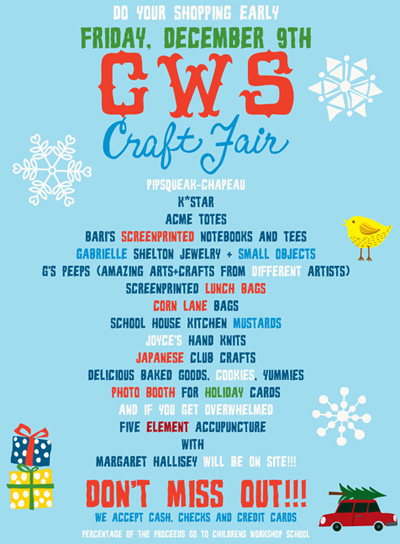 DO YOUR SHOPPING EARLY
FRIDAY, DECEMBER 9TH
CWS
Craft Fair
PIPSQUEAK-CHAPEAU
K*STAR
ACME TOTES
BARI'S SCREENPRINTED NOTEBOOKS AND TEES
GABRIELLE SHELTON JEWELRY + SMALL OBJECTS
G'S PEEPS (AMAZING ARTS+CRAFTS FROM DIFFERENT ARTISTS)
SCREENPRINTED LUNCH BAGS
CORN LANE BAGS
SCHOOL HOUSE KITCHEN MUSTARDS
JOYCE'S HAND KNITS
JAPANESE CLUB CRAFTS
DELICIOUS BAKED GOODS, COOKIES, YUMMIES
PHOTO BOOTH FOR HOLIDAY CARDS
AND IF YOU GET OVERWHELMED
FIVE ELEMENT ACCUPUNCTURE
WITH
MARGARET HALLISEY WILL BE ON SITE!!!
DON'T MISS OUT!!!
WE ACCEPT CASH, CHECKS AND CREDIT CARDS
PERCENTAGE OF THE PROCEEDS GO TO CHILDRENS WORKSHOP SCHOOL